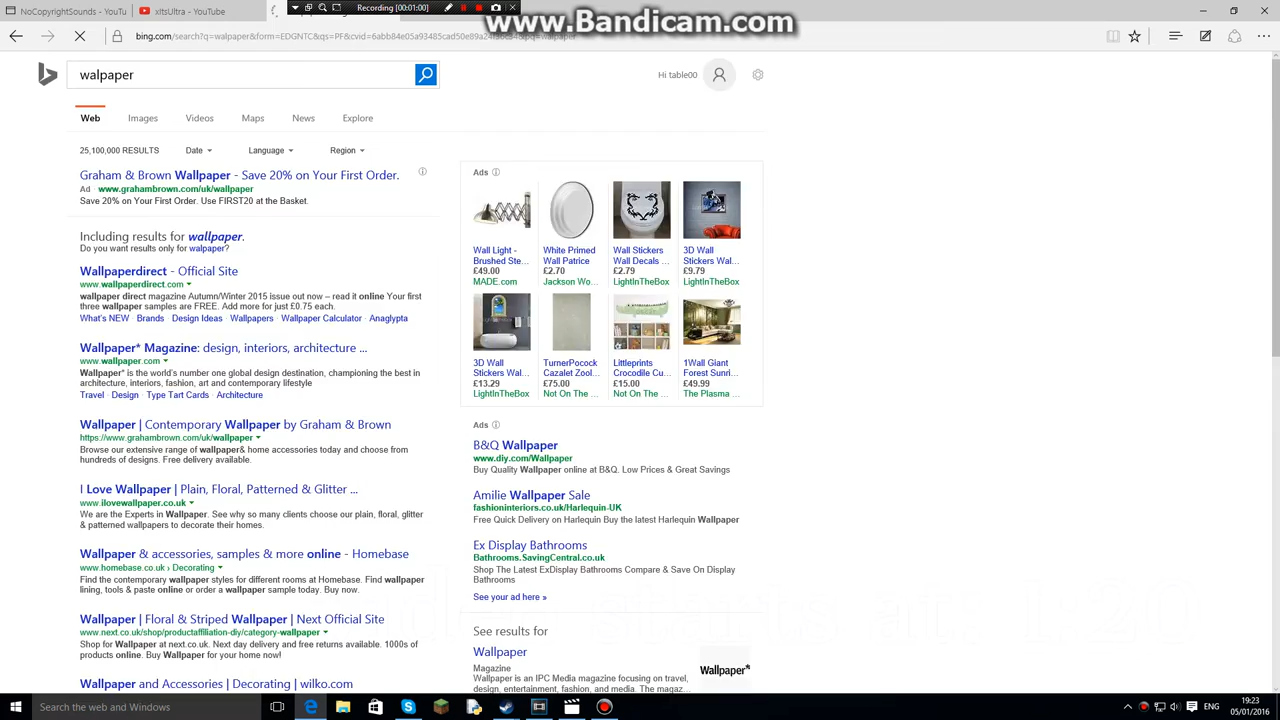 www.Bandicam.com
NoCopyrightSounds - YouTube
xtsUltra - YouTube
Recording [00:01:00]
walpaper
Hi table00
Web Images Videos Maps News Explore
25,100,000 RESULTS Date Language Region
Graham & Brown Wallpaper - Save 20% on Your First Order.
Ad · www.grahambrown.com/uk/wallpaper
Save 20% on Your First Order. Use FIRST20 at the Basket.
Including results for wallpaper.
Do you want results only for walpaper?
Wallpaperdirect - Official Site
www.wallpaperdirect.com
wallpaper direct magazine Autumn/Winter 2015 issue out now – read it online Your first
three wallpaper samples are FREE. Add more for just £0.75 each.
What's NEW · Brands · Design Ideas · Wallpapers · Wallpaper Calculator · Anaglypta
Wallpaper* Magazine: design, interiors, architecture ...
www.wallpaper.com
Wallpaper* is the world's number one global design destination, championing the best in
architecture, interiors, fashion, art and contemporary lifestyle
Travel · Design · Type Tart Cards · Architecture
Wallpaper | Contemporary Wallpaper by Graham & Brown
https://www.grahambrown.com/uk/wallpaper
Browse our extensive range of wallpaper& home accessories today and choose from
hundreds of designs. Free delivery available.
I Love Wallpaper | Plain, Floral, Patterned & Glitter ...
www.ilovewallpaper.co.uk
We are the Experts in Wallpaper. See why so many clients choose our plain, floral, glitter
& patterned wallpapers to decorate their homes.
Wallpaper & accessories, samples & more online - Homebase
www.homebase.co.uk › Decorating
Find the contemporary wallpaper styles for different rooms at Homebase. Find wallpaper
lining, tools & paste online or order a wallpaper sample today. Buy now.
Wallpaper | Floral & Striped Wallpaper | Next Official Site
www.next.co.uk/shop/productaffiliation-diy/category-wallpaper
Shop for Wallpaper at next.co.uk. Next day delivery and free returns available. 1000s of
products online. Buy Wallpaper for your home now!
Wallpaper and Accessories | Decorating | wilko.com
Ads
Wall Light -
Brushed Ste...
£49.00
MADE.com
White Primed
Wall Patrice
£2.70
Jackson Wo...
Wall Stickers
Wall Decals ...
£2.79
LightInTheBox
3D Wall
Stickers Wal...
£9.79
LightInTheBox
3D Wall
Stickers Wal...
£13.29
LightInTheBox
TurnerPocock
Cazalet Zool...
£75.00
Not On The ...
Littleprints
Crocodile Cu...
£15.00
Not On The ...
1Wall Giant
Forest Sunri...
£49.99
The Plasma ...
Ads
B&Q Wallpaper
www.diy.com/Wallpaper
Buy Quality Wallpaper online at B&Q. Low Prices & Great Savings
Amilie Wallpaper Sale
fashioninteriors.co.uk/Harlequin-UK
Free Quick Delivery on Harlequin Buy the latest Harlequin Wallpaper
Ex Display Bathrooms
Bathrooms.SavingCentral.co.uk
Shop The Latest ExDisplay Bathrooms Compare & Save On Display
Bathrooms
See your ad here »
See results for
Wallpaper
Magazine
Wallpaper is an IPC Media magazine focusing on travel,
design, entertainment, fashion, and media. The magaz...
Wallpaper*
starts at: 1:20
Search the web and Windows
ENG
19:23
05/01/2016